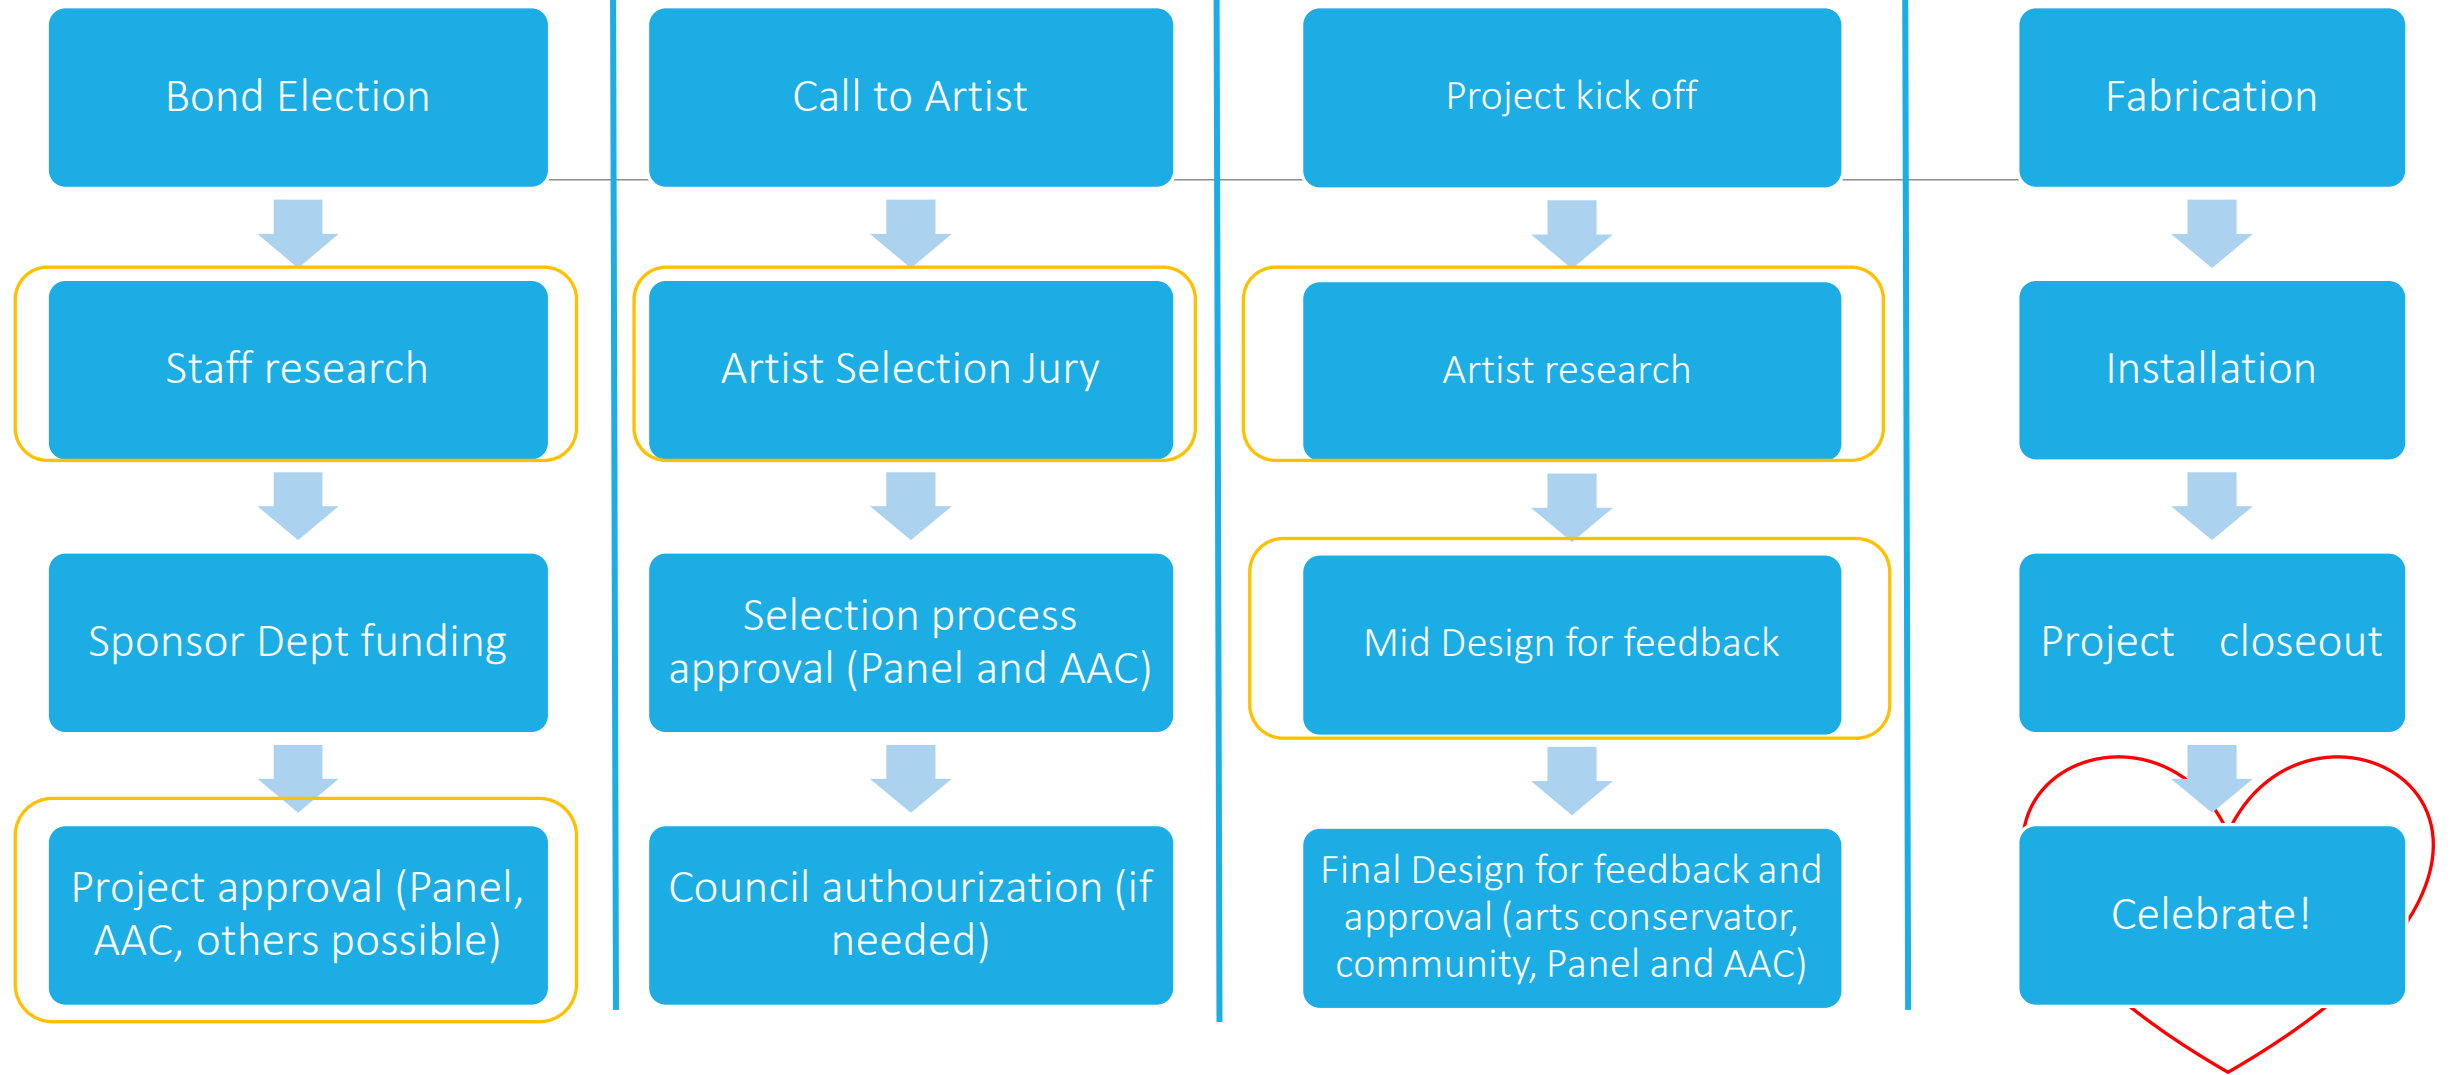 Bond Election
Staff research
Sponsor Dept funding
Project approval (Panel,
AAC, others possible)
Call to Artist
Artist Selection Jury
Selection process
approval (Panel and AAC)
Council authourization (if
needed)
Project kick off
Artist research
Mid Design for feedback
Final Design for feedback and
approval (arts conservator,
community, Panel and AAC)
Fabrication
Installation
Project closeout
Celebrate!